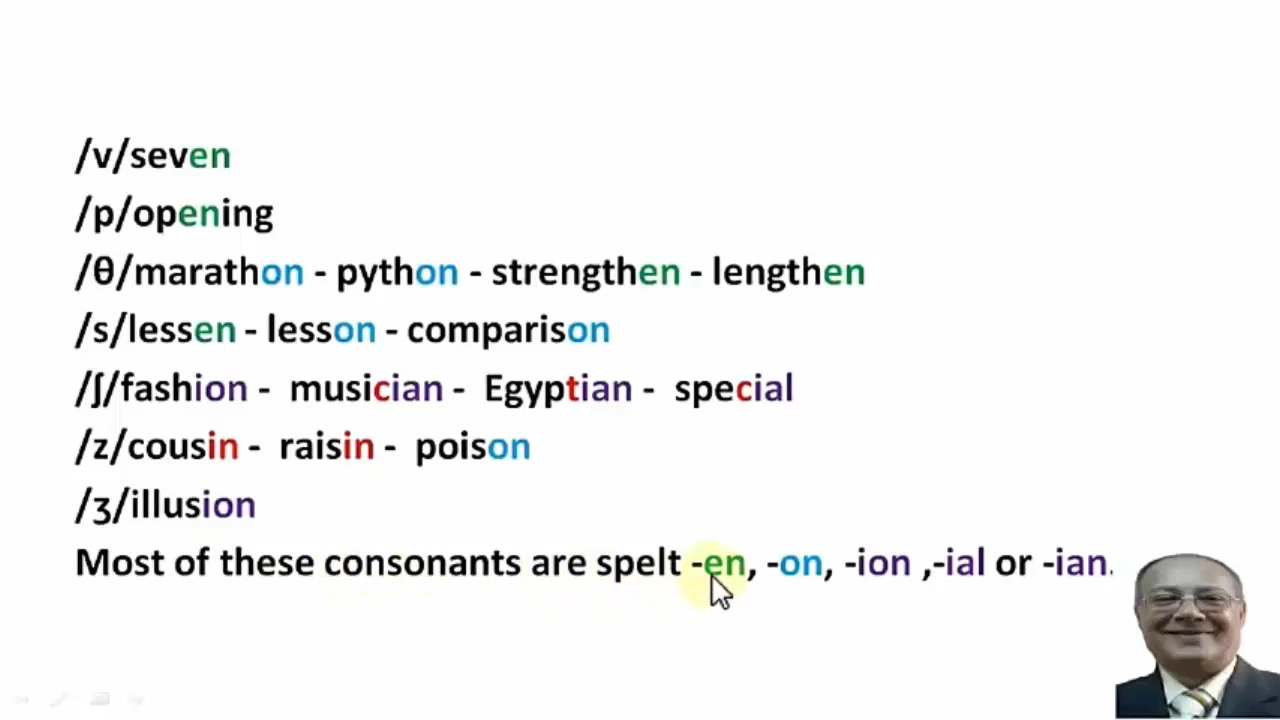 /v/seven
/p/opening
/θ/marathon - python - strengthen - lengthen
/s/lessen - lesson - comparison
/ʃ/fashion - musician - Egyptian - special
/z/cousin - raisin - poison
/ʒ/illusion
Most of these consonants are spelt -en, -on, -ion ,-ial or -ian.